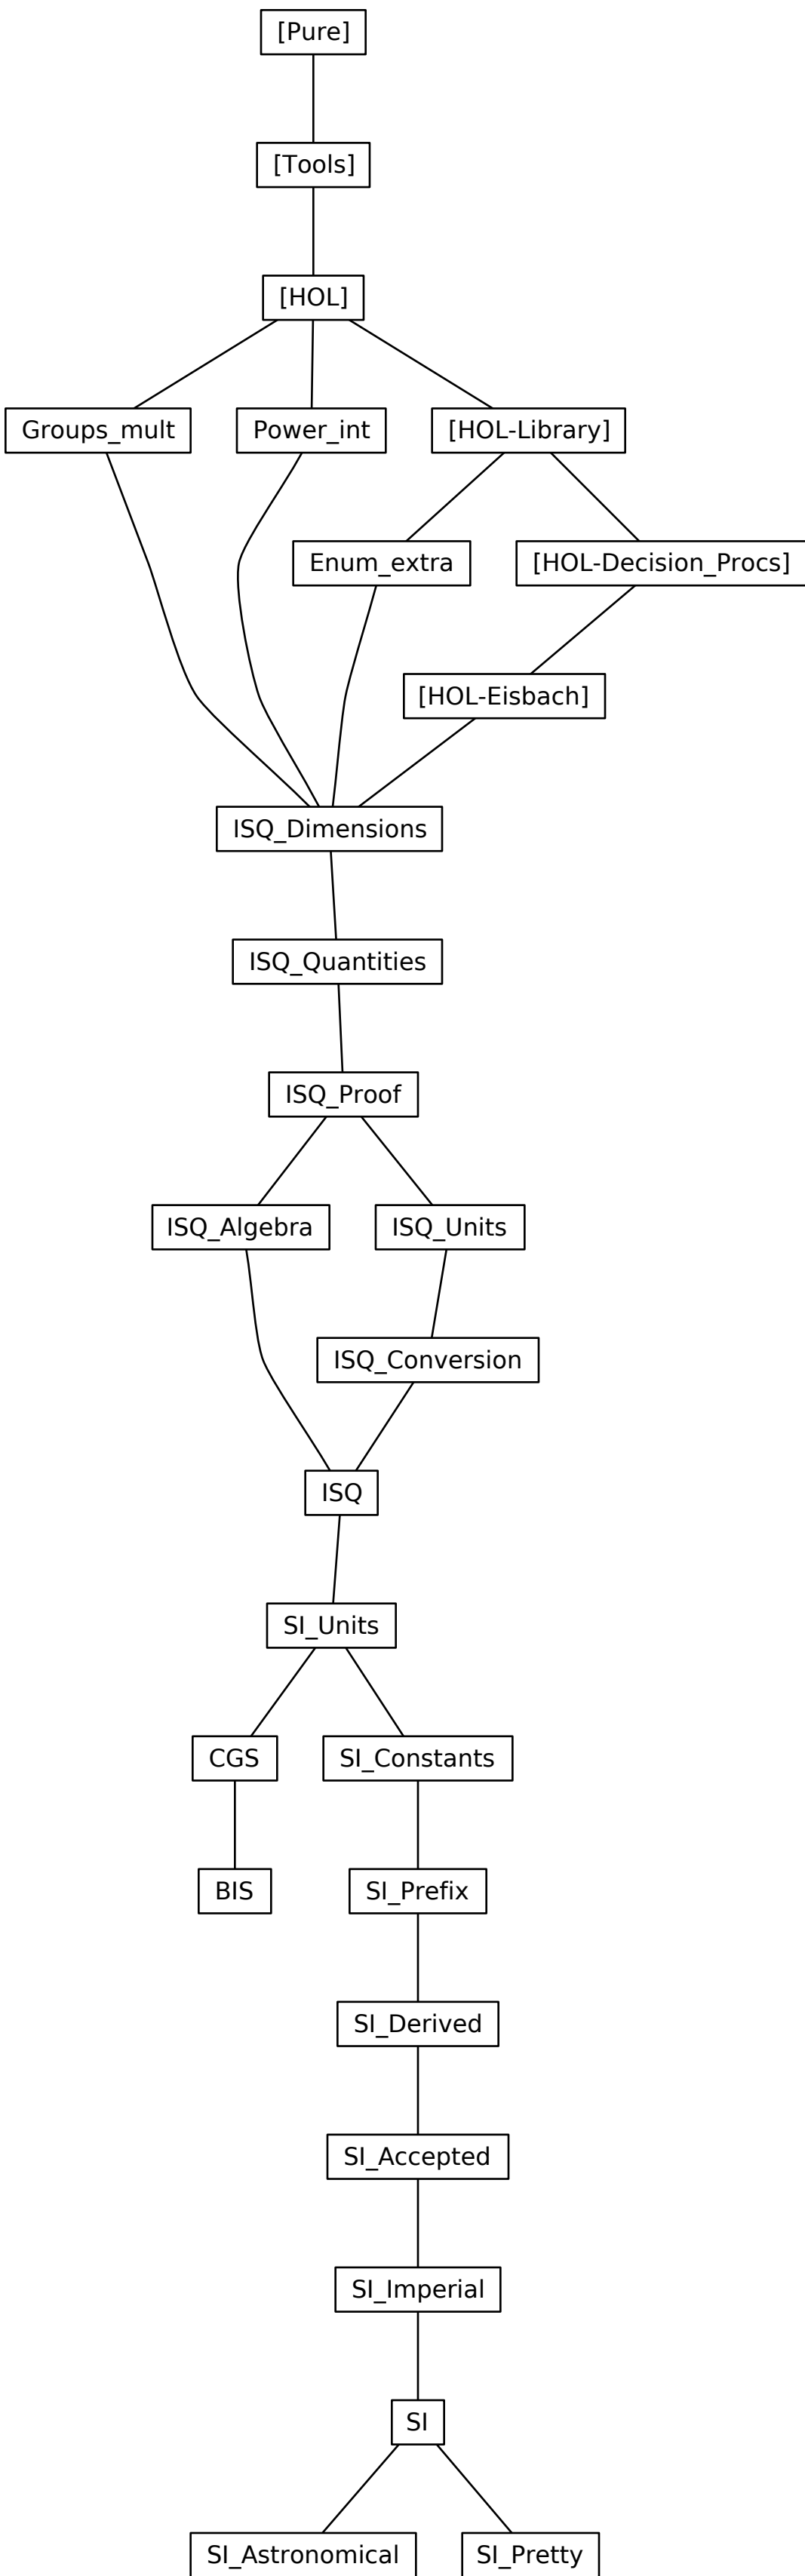 [Pure]
[Tools]
[HOL]
Groups_mult
Power_int
[HOL-Library]
Enum_extra
[HOL-Decision_Procs]
[HOL-Eisbach]
ISQ_Dimensions
ISQ_Quantities
ISQ_Proof
ISQ_Algebra
ISQ_Units
ISQ_Conversion
ISQ
SI_Units
CGS
SI_Constants
BIS
SI_Prefix
SI_Derived
SI_Accepted
SI_Imperial
SI
SI_Astronomical
SI_Pretty